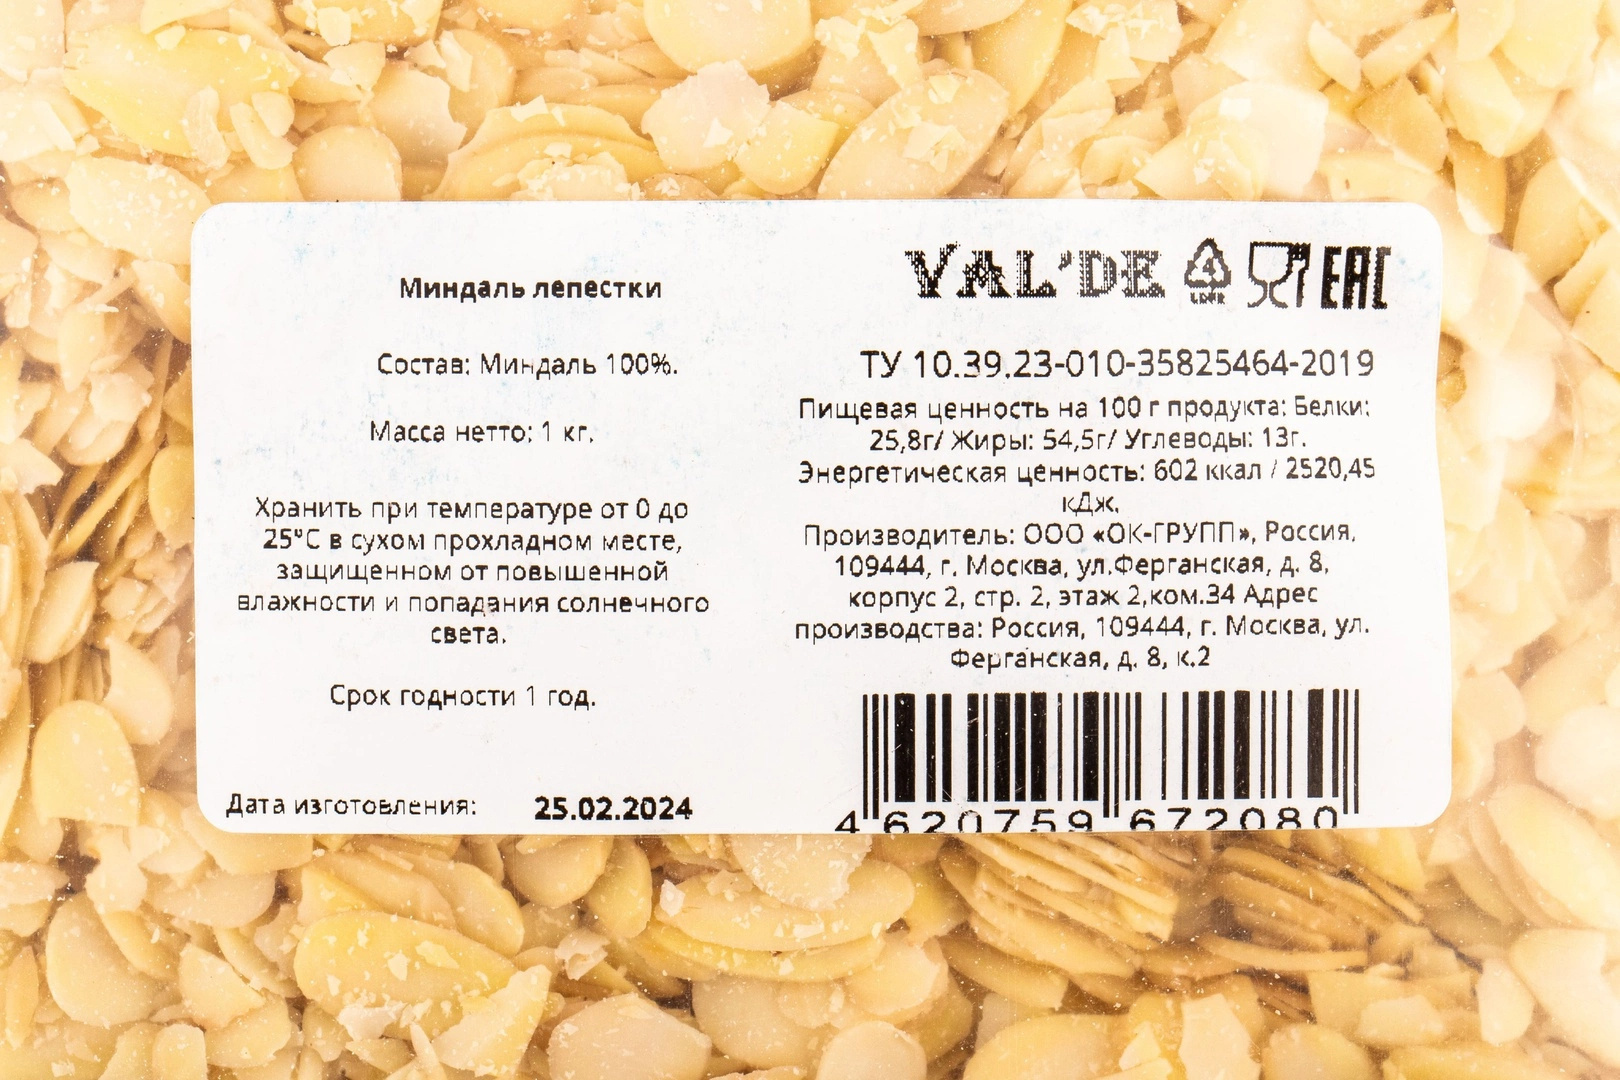 Миндаль лепестки
Состав: Миндаль 100%.
Масса нетто: 1 кг.
Хранить при температуре от 0 до
25°С в сухом прохладном месте,
защищенном от повышенной
влажности и попадания солнечного
света.
Срок годности 1 год.
Дата изготовления: 25.02.2024
VAL'DE
4
LDPE
EAC
ТУ 10.39.23-010-35825464-2019
Пищевая ценность на 100 г продукта: Белки:
25,8г/ Жиры: 54,5г/ Углеводы: 13г.
Энергетическая ценность: 602 ккал / 2520,45
кДж.
Производитель: ООО «ОК-ГРУПП», Россия,
109444, г. Москва, ул.Ферганская, д. 8,
корпус 2, стр. 2, этаж 2,ком.34 Адрес
производства: Россия, 109444, г. Москва, ул.
Ферганская, д. 8, к.2
4 620759 672080